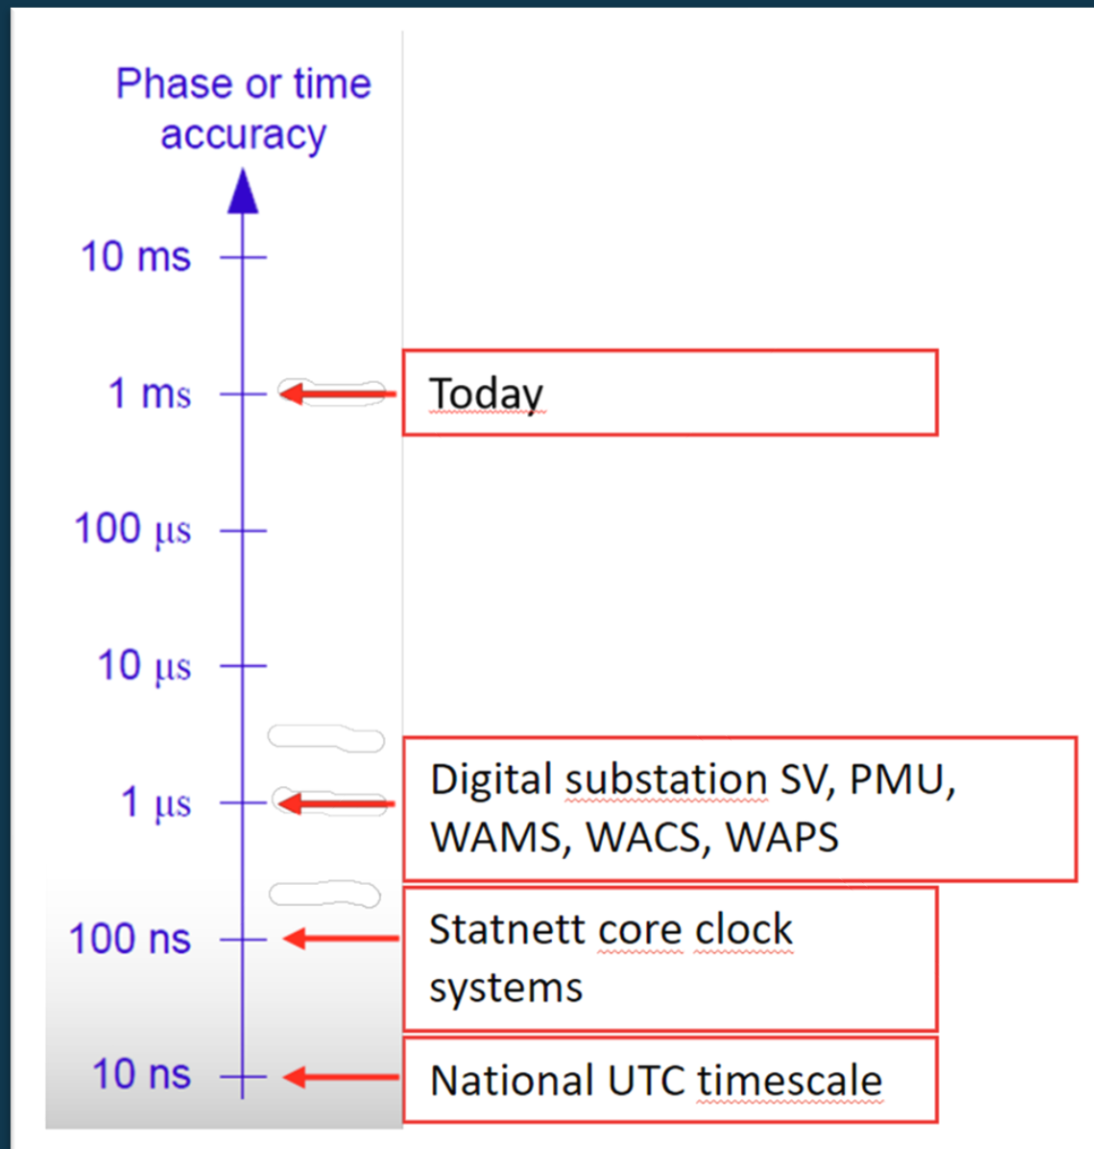 Phase or time
accuracy
10 ms
1 ms
Today
100 μs
10 μs
1 μs
Digital substation SV, PMU,
WAMS, WACS, WAPS
100 ns
Statnett core clock
systems
10 ns
National UTC timescale